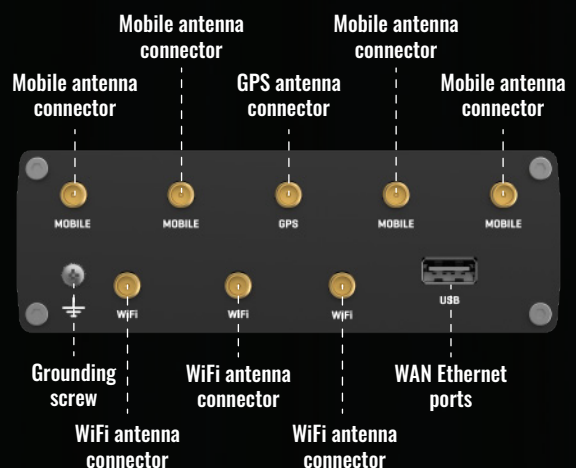 Mobile antenna
connector
Mobile antenna
connector
Mobile antenna
connector
GPS antenna
connector
Mobile antenna
connector
MOBILE
MOBILE
GPS
MOBILE
MOBILE
WiFi
WiFi
WiFi
USB
Grounding
screw
WiFi antenna
connector
WAN Ethernet
ports
WiFi antenna
connector
WiFi antenna
connector